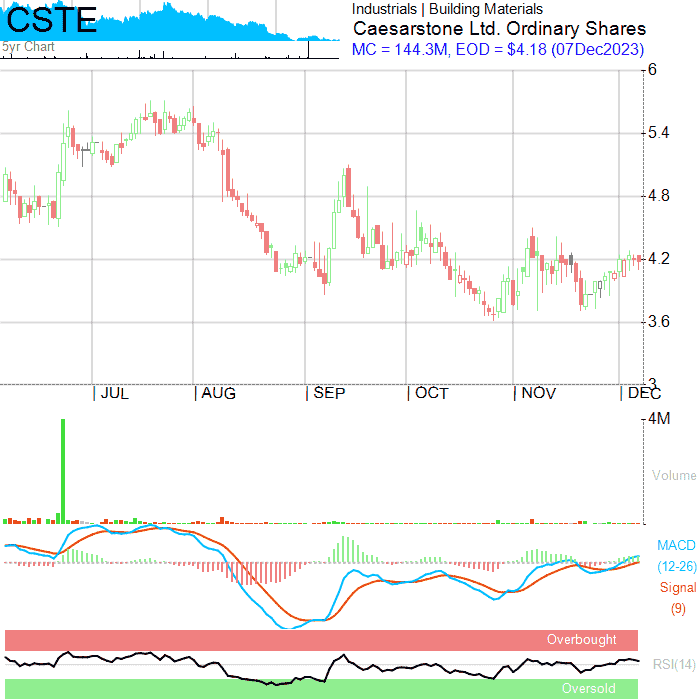 CSTE
5yr Chart
Industrials | Building Materials
Caesarstone Ltd. Ordinary Shares
MC = 144.3M, EOD = $4.18 (07Dec2023)
6
5.4
4.8
4.2
3.6
3
JUL AUG SEP OCT NOV DEC
4M
Volume
MACD
(12-26)
Signal
(9)
Overbought
RSI(14)
Oversold